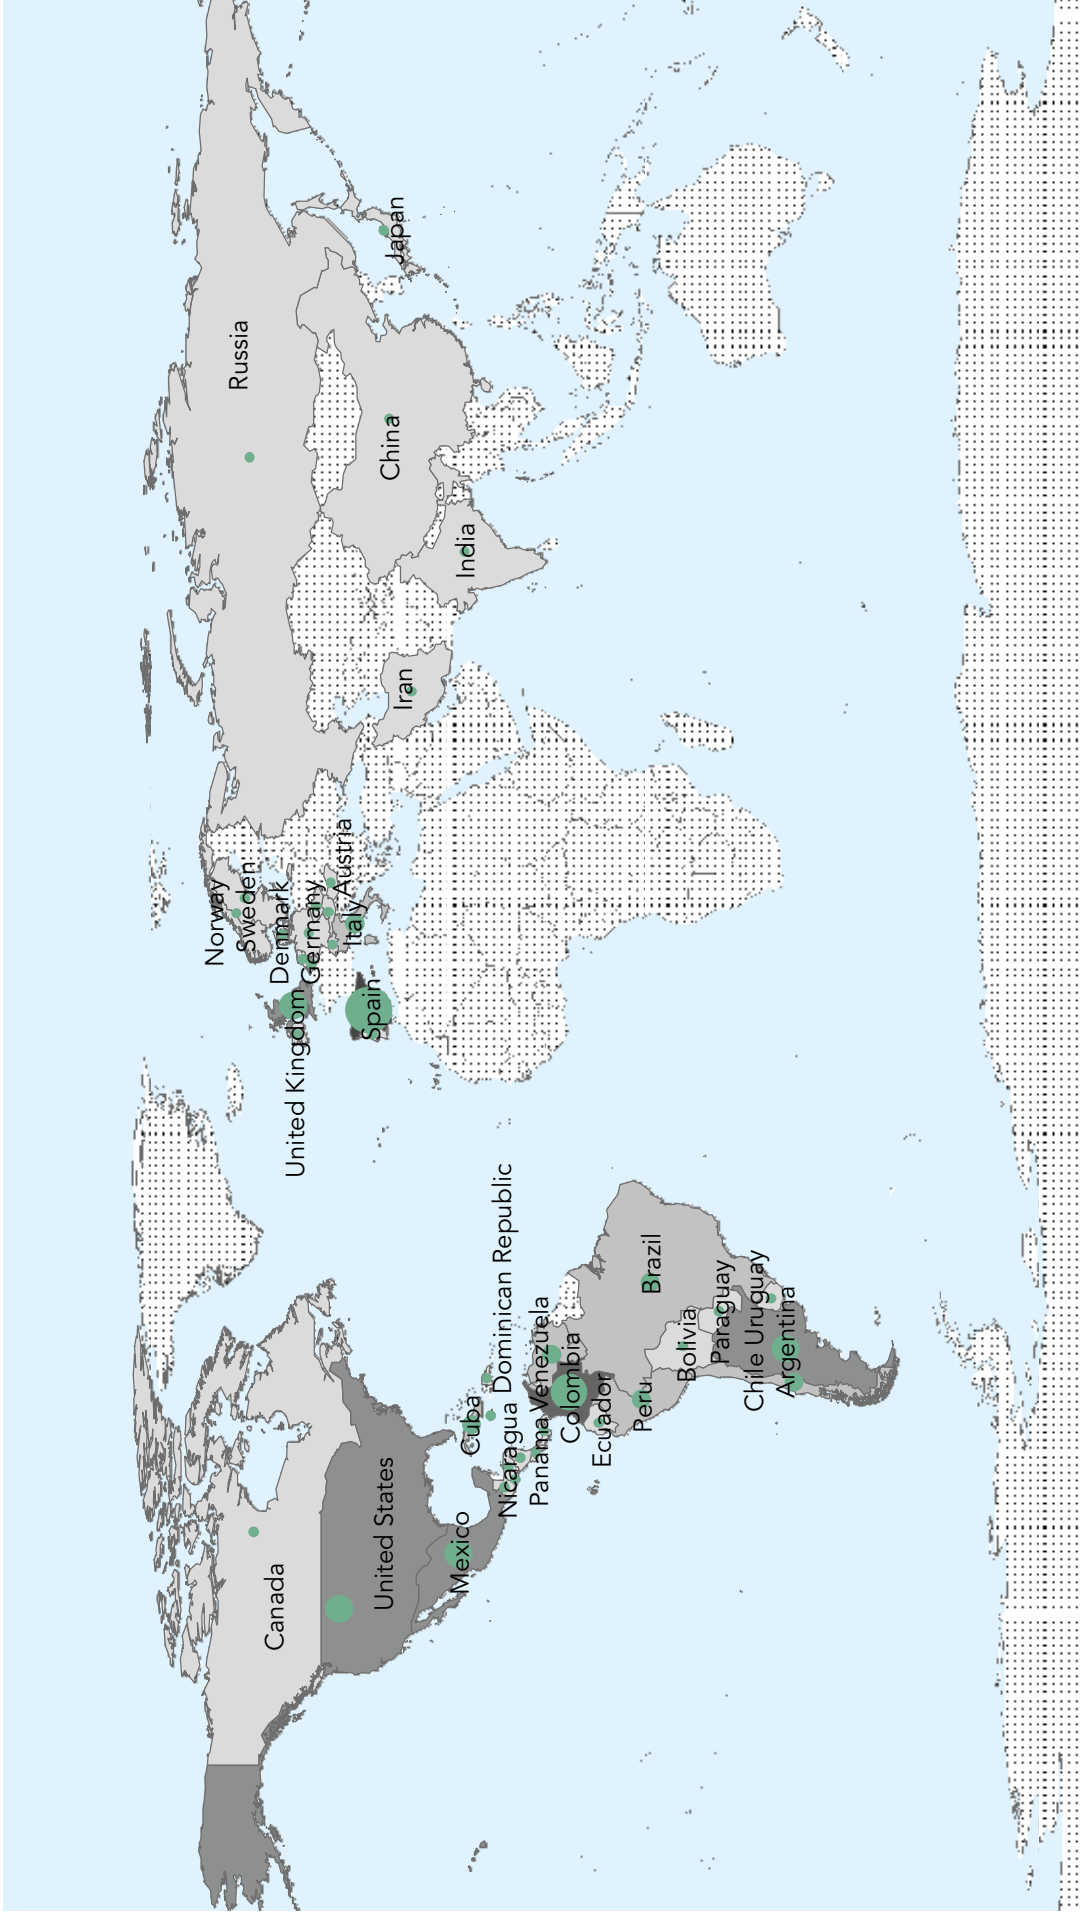 Canada
United States
Mexico
Cuba
Dominican Republic
Nicaragua
Panama
Venezuela
Colombia
Ecuador
Peru
Brazil
Bolivia
Paraguay
Chile
Uruguay
Argentina
United Kingdom
Spain
Norway
Sweden
Denmark
Germany
Italy
Austria
Russia
Iran
India
China
Japan